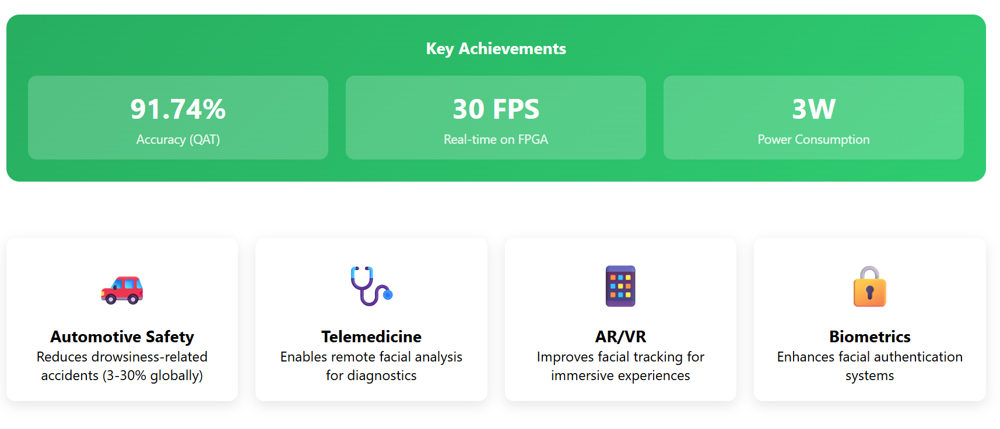 Key Achievements
91.74%
Accuracy (QAT)
30 FPS
Real-time on FPGA
3W
Power Consumption
Automotive Safety
Reduces drowsiness-related
accidents (3-30% globally)
Telemedicine
Enables remote facial analysis
for diagnostics
AR/VR
Improves facial tracking for
immersive experiences
Biometrics
Enhances facial authentication
systems